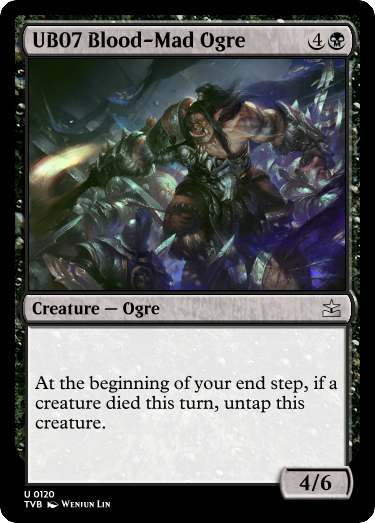 UB07 Blood-Mad Ogre 4
Creature — Ogre
At the beginning of your end step, if a
creature died this turn, untap this
creature.
4/6
U 0120
TVB Wenjun Lin